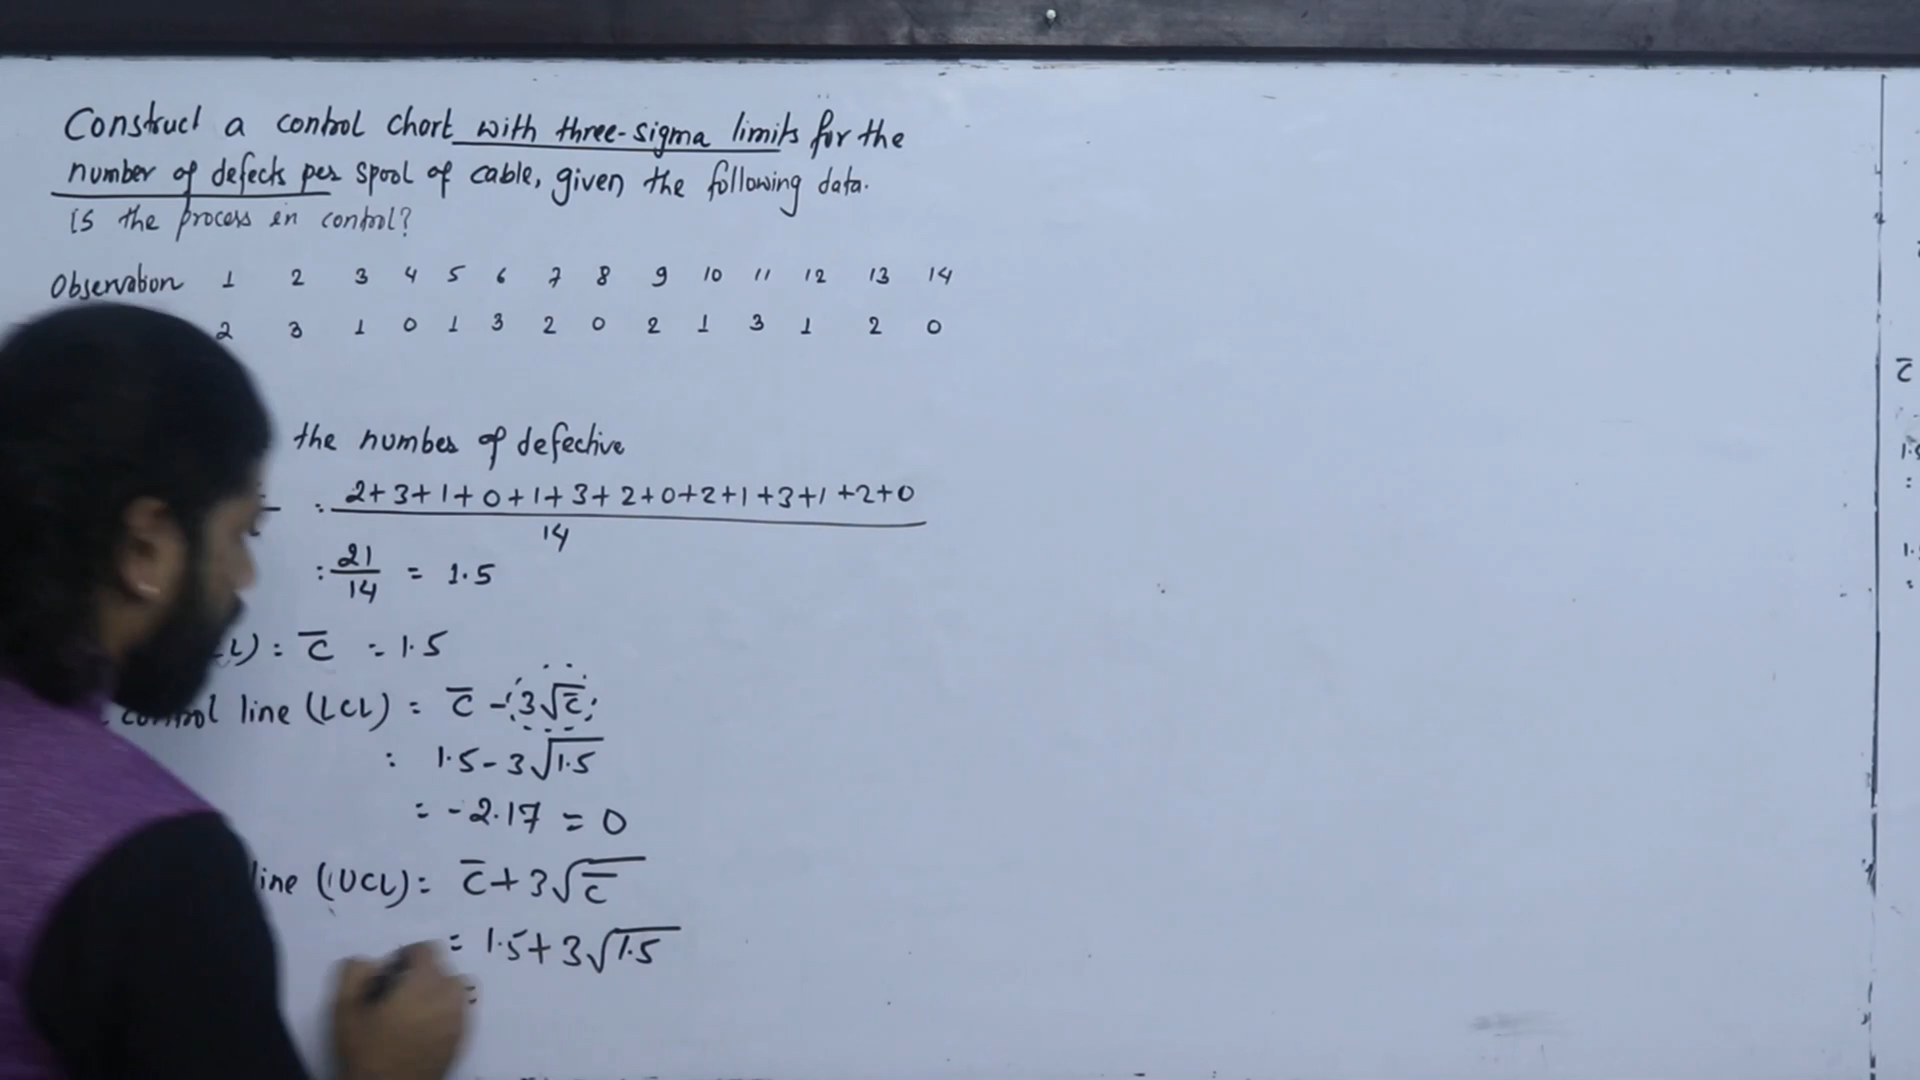 Construct a control chart with three-sigma limits for the
number of defects per spool of cable, given the following data.
is the process in control?
Observation 1 2 3 4 5 6 7 8 9 10 11 12 13 14
2 3 1 0 1 3 2 0 2 1 3 1 2 0
the number of defective
: 2+3+1+0+1+3+2+0+2+1+3+1+2+0
14
: 21/14 = 1.5
L) : c̄ = 1.5
control line (LCL) = c̄ - 3√c̄
: 1.5 - 3√1.5
= -2.17 = 0
line (UCL) = c̄ + 3√c̄
= 1.5 + 3√1.5
=
c̄
:
: